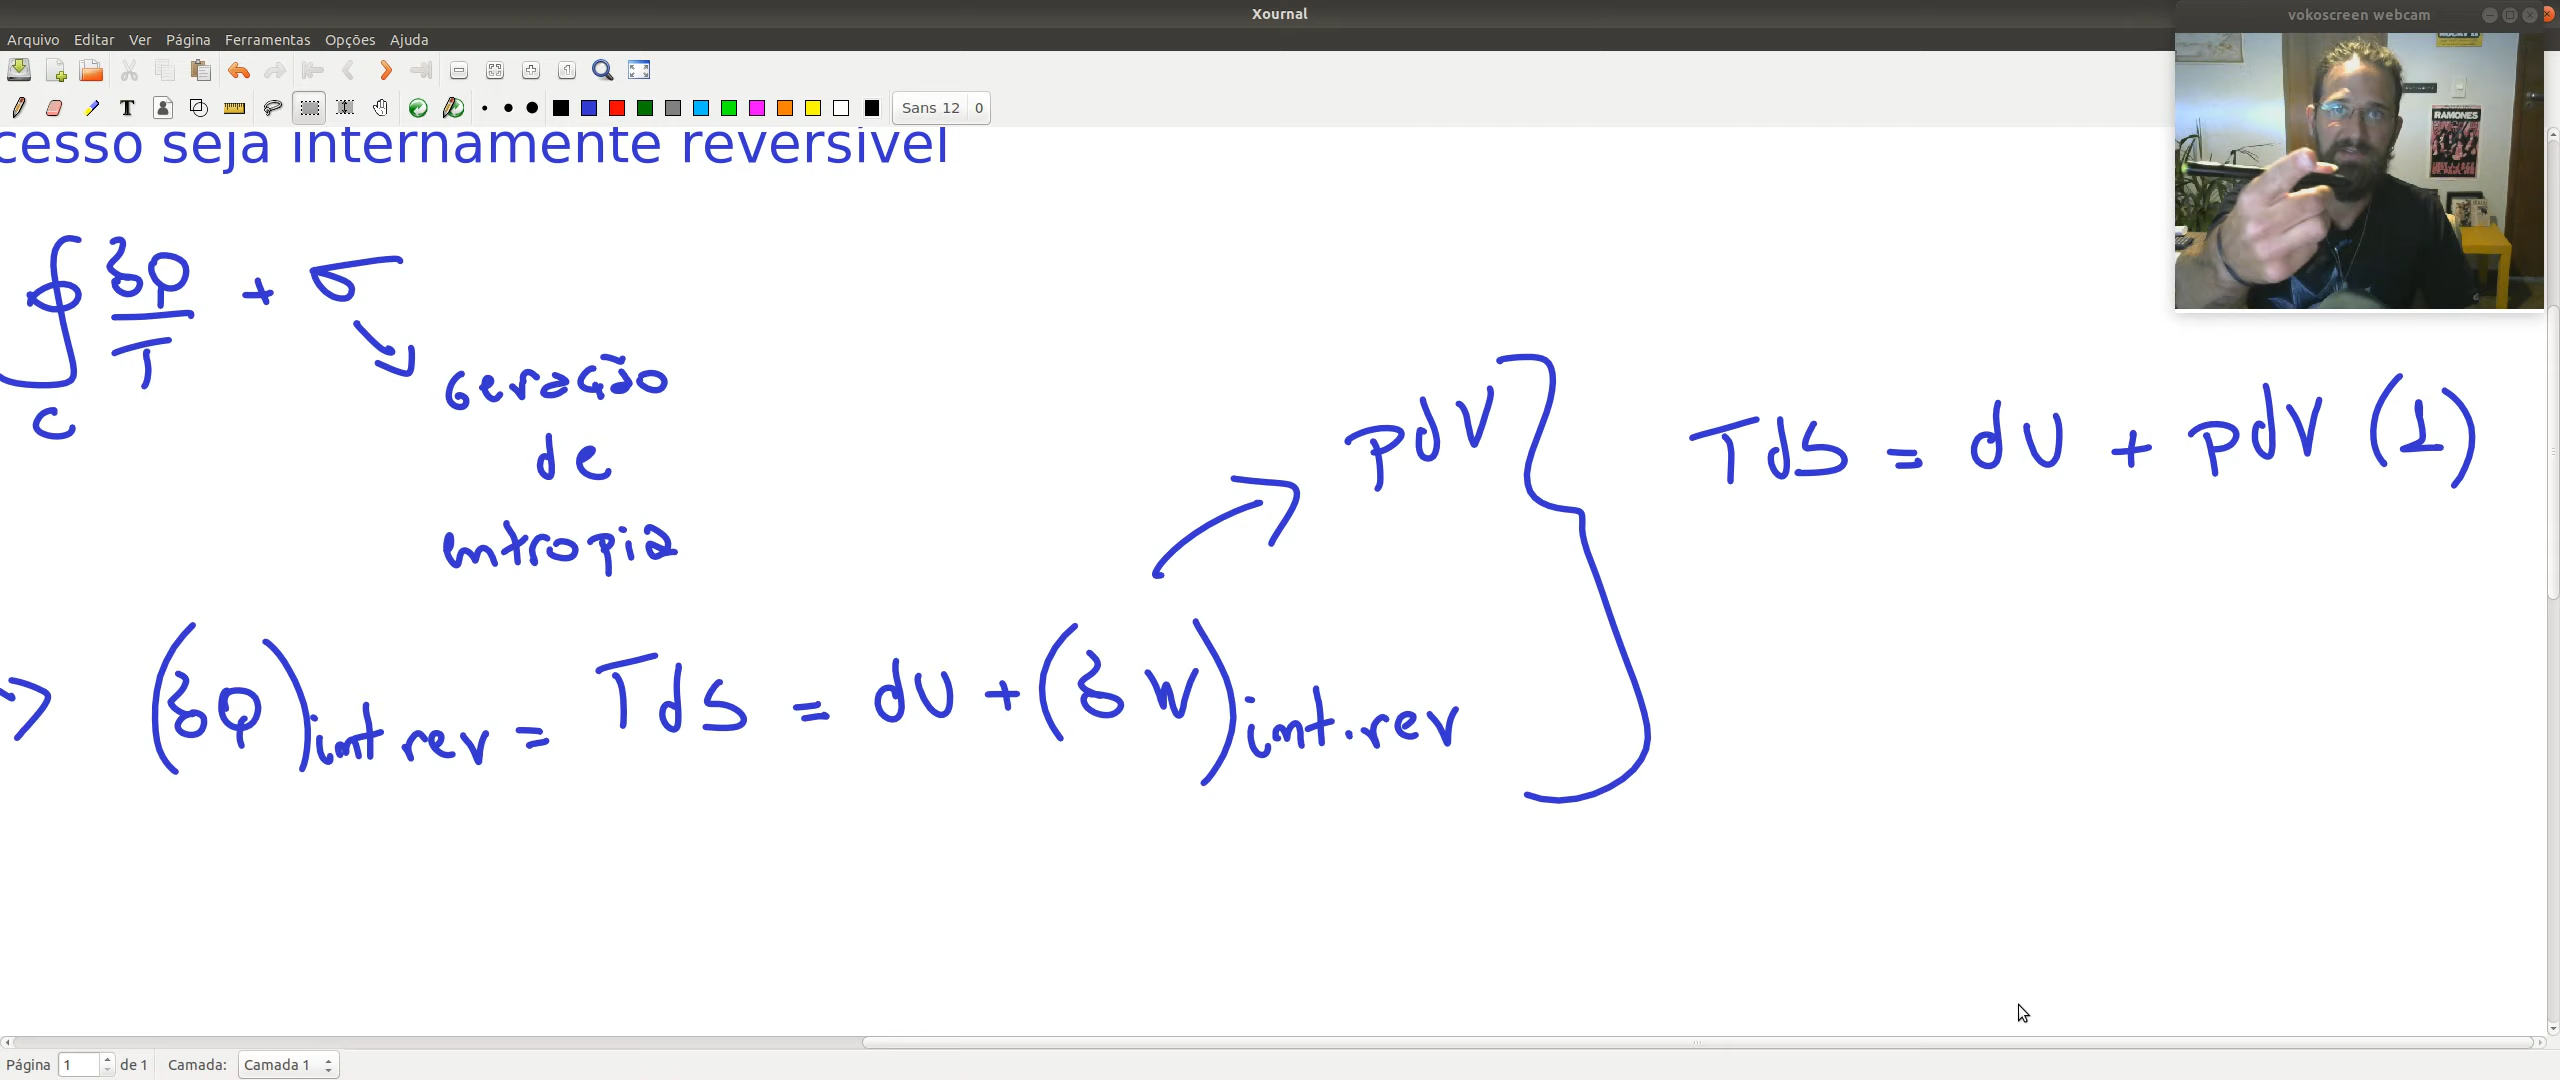 Xournal
vokoscreen webcam
Arquivo Editar Ver Página Ferramentas Opções Ajuda
Sans 12 0
cesso seja internamente reversível
RAMONES
∮ δQ/T + σ
C
Geração
de
entropia
pdV
TdS = dU + pdV (1)
(δQ)int rev = TdS = dU + (δW)int.rev
Página 1 de 1 Camada: Camada 1